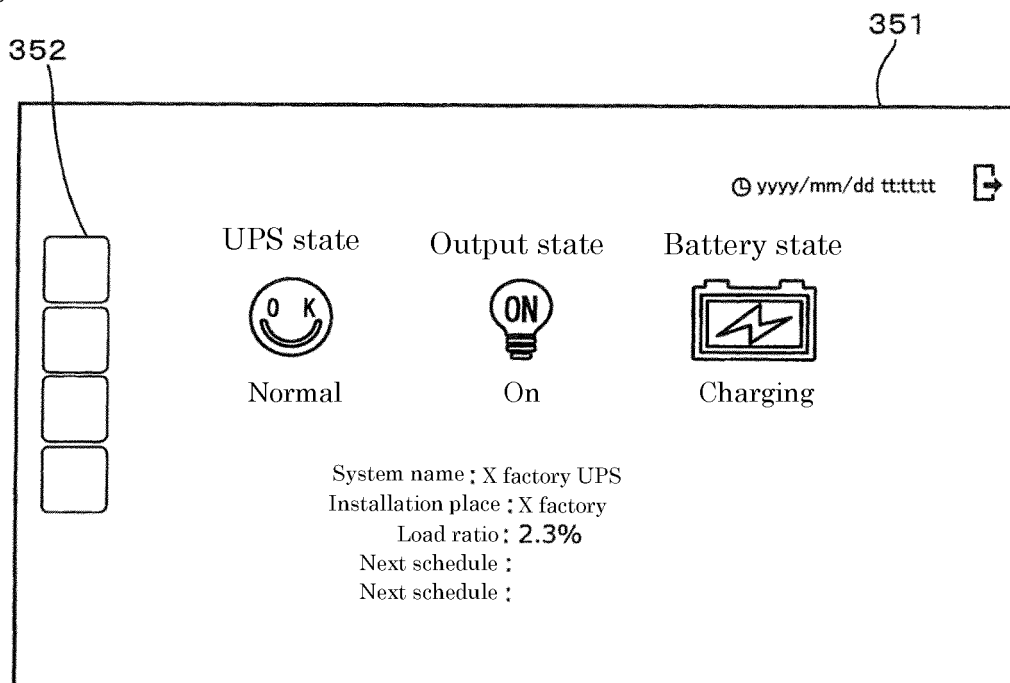 351
352
yyyy/mm/dd tt:tt:tt
UPS state Output state Battery state
O K ON
Normal On Charging
System name : X factory UPS
Installation place : X factory
Load ratio : 2.3%
Next schedule :
Next schedule :